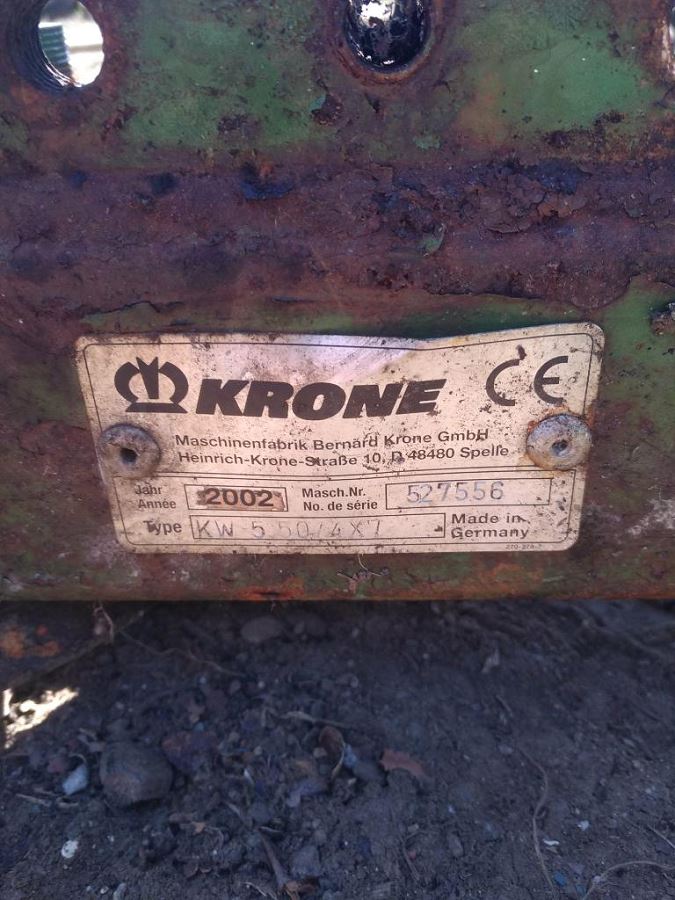 KRONE CE
Maschinenfabrik Bernard Krone GmbH
Heinrich-Krone-Straße 10, D 48480 Spelle
Jahr
Année 2002 Masch.Nr.
No. de série 527556
Type KW 5 50/4X7 Made in
Germany